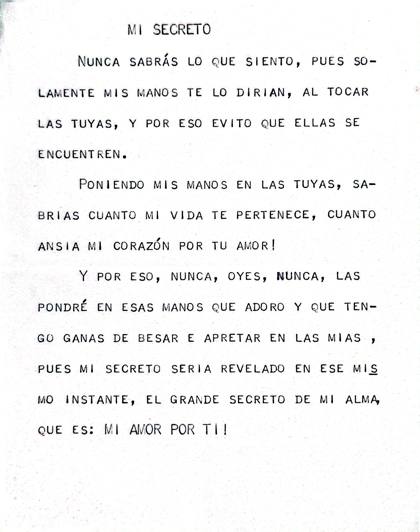 MI SECRETO
NUNCA SABRÁS LO QUE SIENTO, PUES SO-
LAMENTE MIS MANOS TE LO DIRIAN, AL TOCAR
LAS TUYAS, Y POR ESO EVITO QUE ELLAS SE
ENCUENTREN.
PONIENDO MIS MANOS EN LAS TUYAS, SA-
BRIAS CUANTO MI VIDA TE PERTENECE, CUANTO
ANSIA MI CORAZÓN POR TU AMOR!
Y POR ESO, NUNCA, OYES, NUNCA, LAS
PONDRÉ EN ESAS MANOS QUE ADORO Y QUE TEN-
GO GANAS DE BESAR E APRETAR EN LAS MIAS ,
PUES MI SECRETO SERIA REVELADO EN ESE MIS
MO INSTANTE, EL GRANDE SECRETO DE MI ALMA,
QUE ES: MI AMOR POR TI!